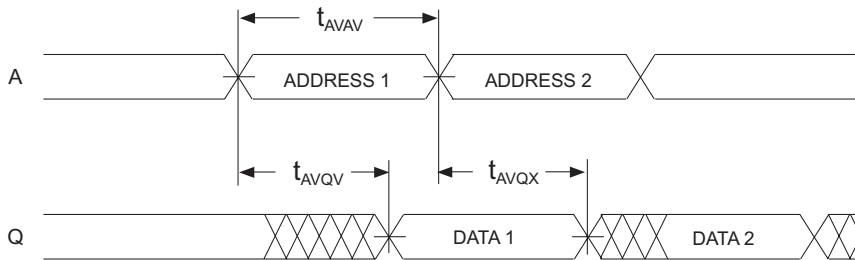 tAVAV
A ADDRESS 1 ADDRESS 2
tAVQV tAVQX
Q DATA 1 DATA 2